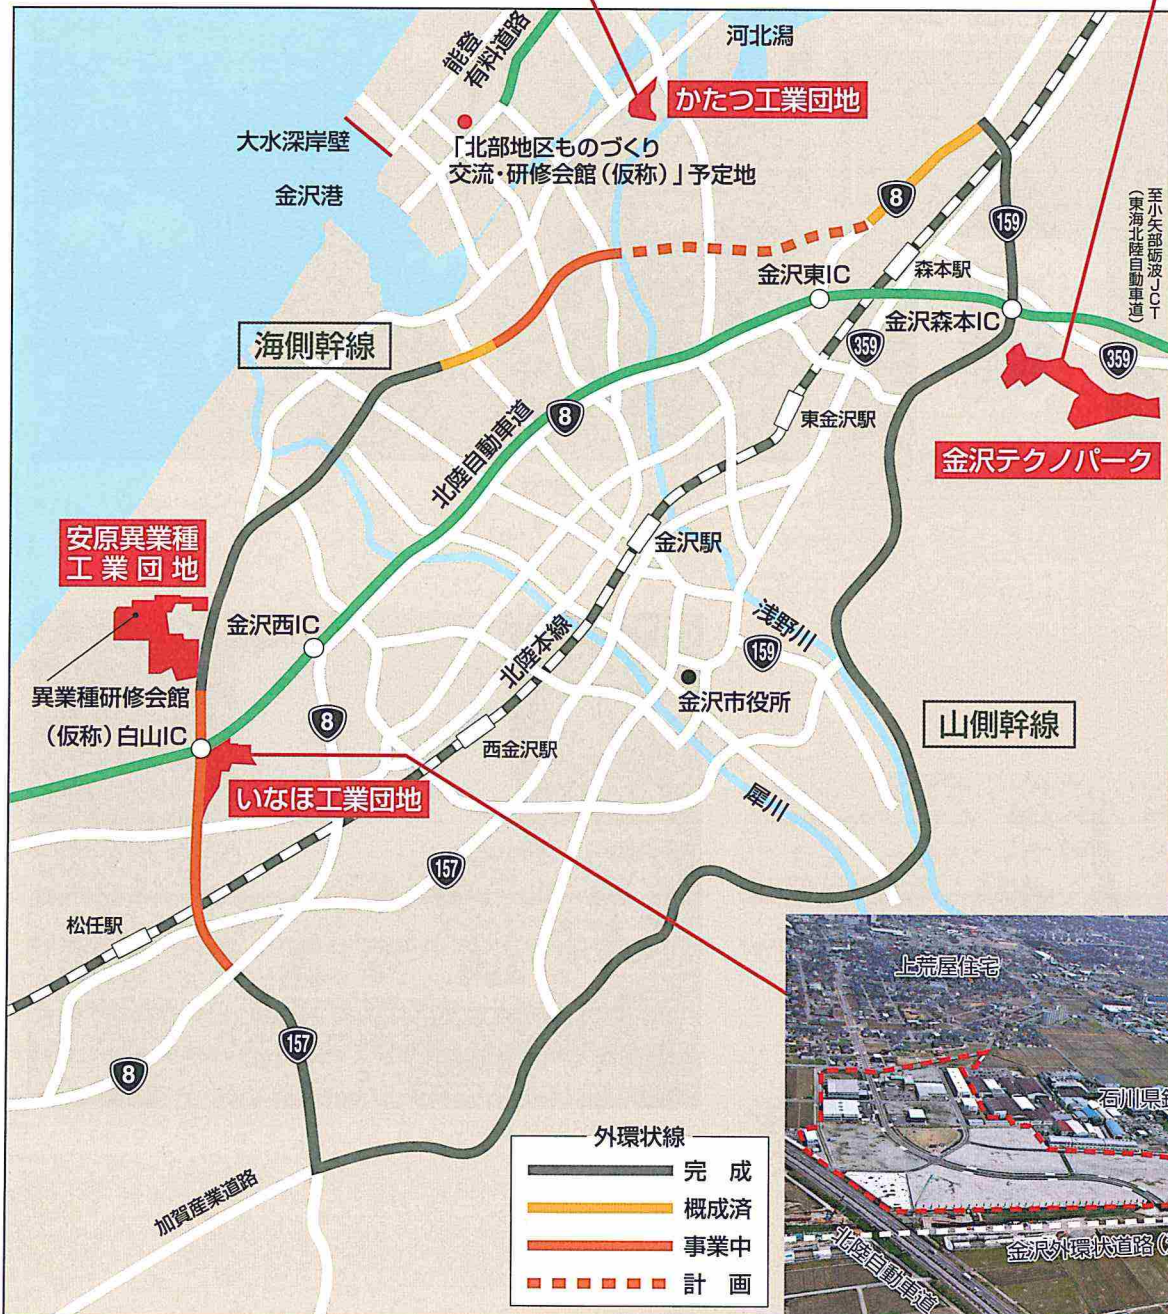 河北潟
能登
有料道路
かたつ工業団地
大水深岸壁
「北部地区ものづくり
交流・研修会館(仮称)」予定地
金沢港
8
159
至小矢部砺波JCT
(東海北陸自動車道)
森本駅
金沢東IC
金沢森本IC
海側幹線
359
359
8
東金沢駅
北陸自動車道
金沢テクノパーク
安原異業種
工業団地
金沢駅
金沢西IC
浅野川
北陸本線
159
異業種研修会館
金沢市役所
(仮称)白山IC
8
西金沢駅
山側幹線
いなほ工業団地
犀川
157
松任駅
上荒屋住宅
157
8
石川県鉄
外環状線
完成
概成済
事業中
計画
加賀産業道路
北陸自動車道
金沢外環状道路(